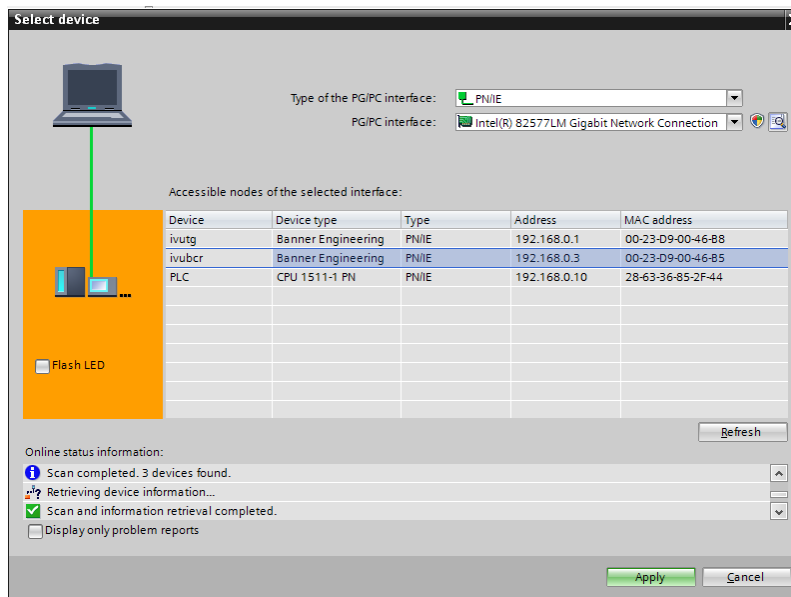 Select device
Type of the PG/PC interface: PN/IE
PG/PC interface: Intel(R) 82577LM Gigabit Network Connection
Accessible nodes of the selected interface:
Device Device type Type Address MAC address
ivutg Banner Engineering PN/IE 192.168.0.1 00-23-D9-00-46-B8
ivubcr Banner Engineering PN/IE 192.168.0.3 00-23-D9-00-46-B5
PLC CPU 1511-1 PN PN/IE 192.168.0.10 28-63-36-85-2F-44
Flash LED
Refresh
Online status information:
Scan completed. 3 devices found.
Retrieving device information...
Scan and information retrieval completed.
Display only problem reports
Apply Cancel